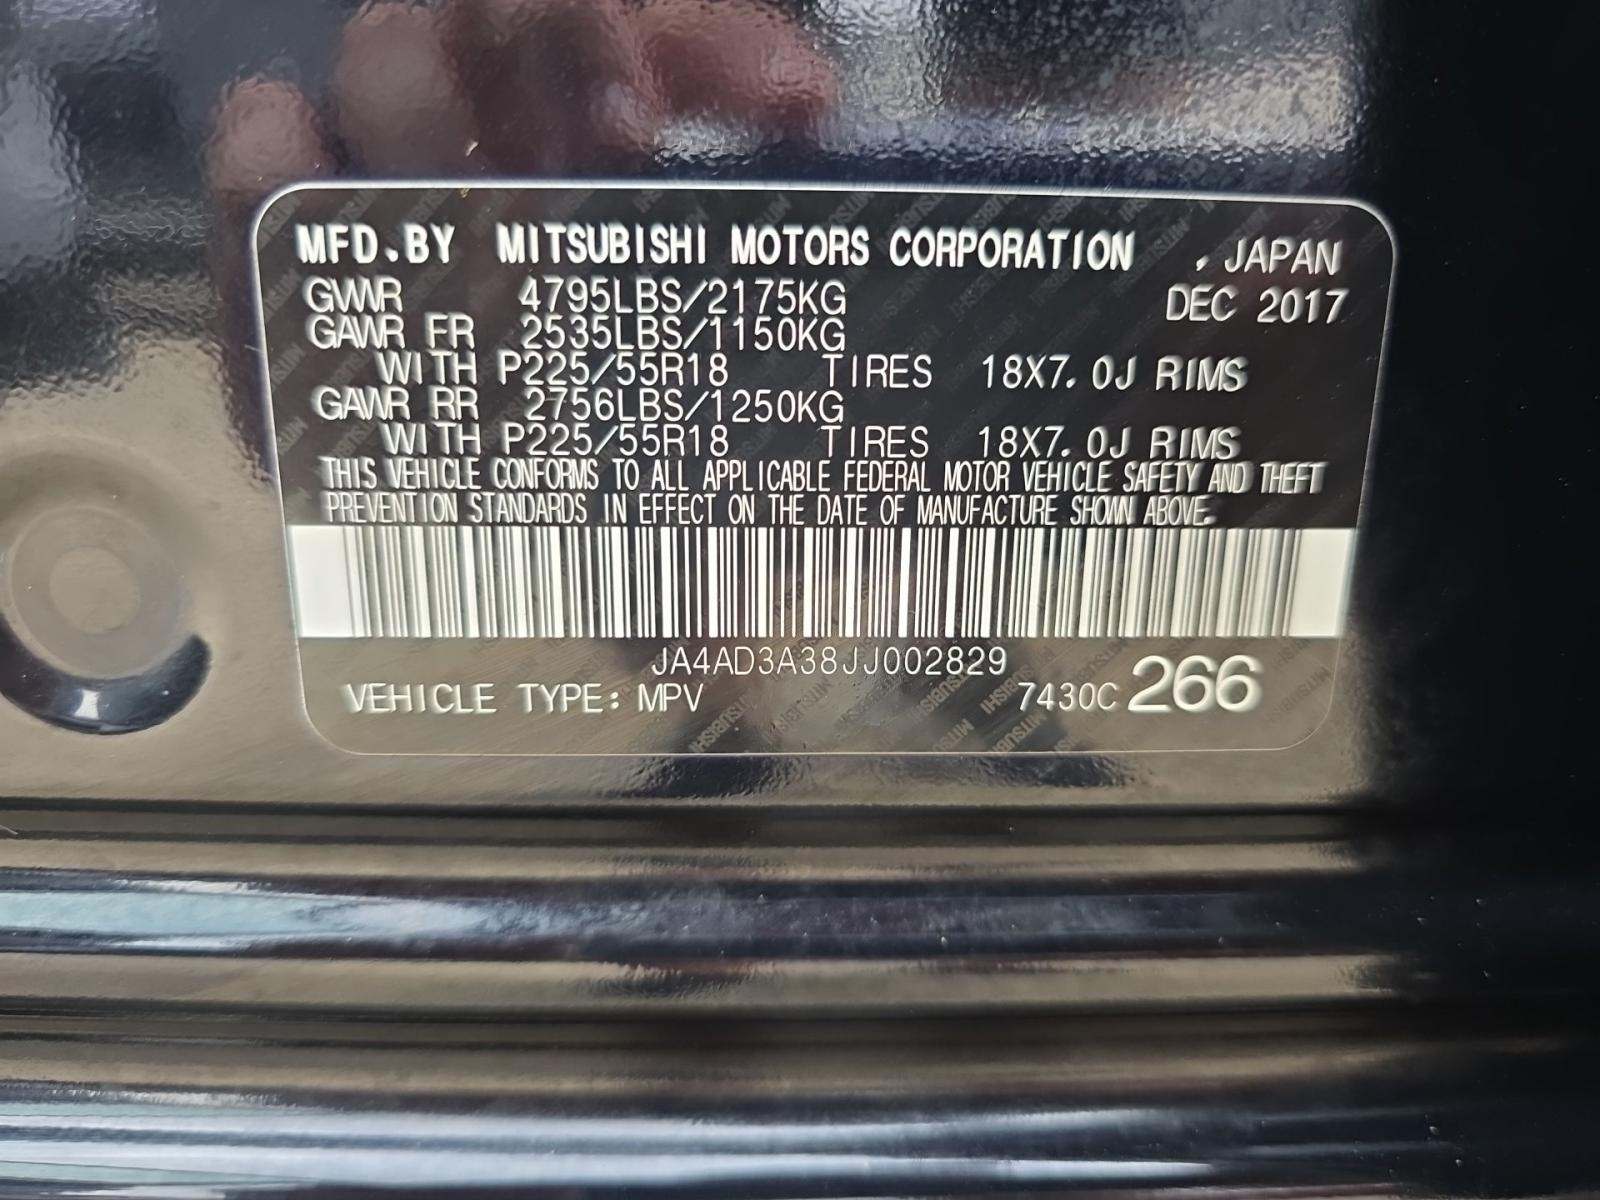 MFD.BY MITSUBISHI MOTORS CORPORATION , JAPAN
GVWR 4795LBS/2175KG DEC 2017
GAWR FR 2535LBS/1150KG
WITH P225/55R18 TIRES 18X7.0J RIMS
GAWR RR 2756LBS/1250KG
WITH P225/55R18 TIRES 18X7.0J RIMS
THIS VEHICLE CONFORMS TO ALL APPLICABLE FEDERAL MOTOR VEHICLE SAFETY AND THEFT
PREVENTION STANDARDS IN EFFECT ON THE DATE OF MANUFACTURE SHOWN ABOVE.
JA4AD3A38JJ002829
VEHICLE TYPE: MPV 7430C 266